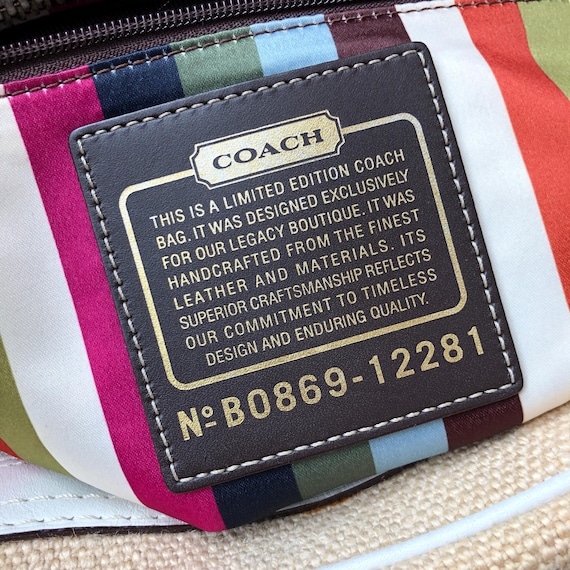 COACH
THIS IS A LIMITED EDITION COACH
BAG. IT WAS DESIGNED EXCLUSIVELY
FOR OUR LEGACY BOUTIQUE. IT WAS
HANDCRAFTED FROM THE FINEST
LEATHER AND MATERIALS. ITS
SUPERIOR CRAFTSMANSHIP REFLECTS
OUR COMMITMENT TO TIMELESS
DESIGN AND ENDURING QUALITY.
Nº B0869-12281